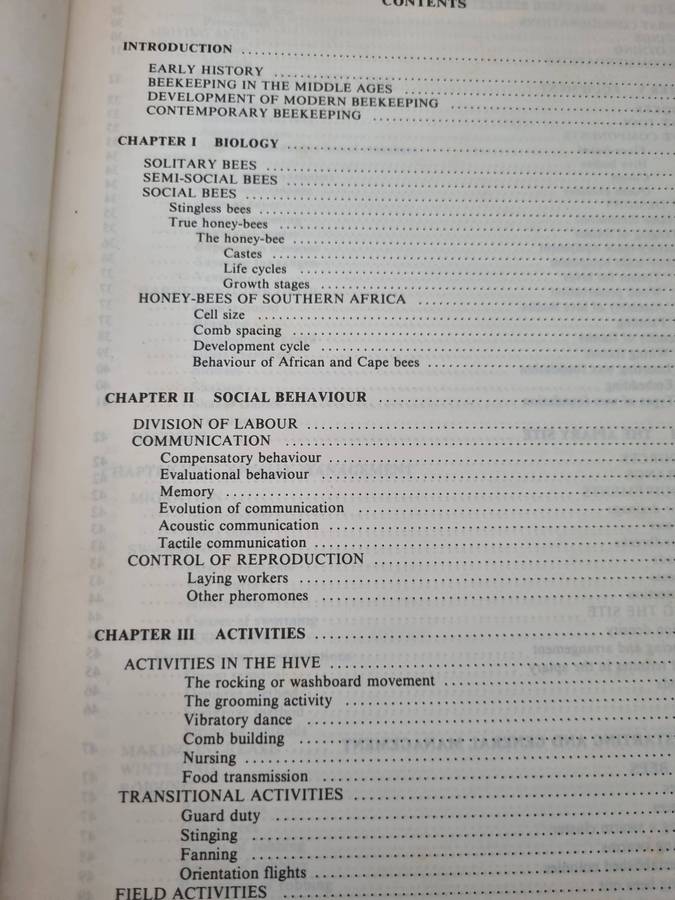 CONTENTS
INTRODUCTION
EARLY HISTORY
BEEKEEPING IN THE MIDDLE AGES
DEVELOPMENT OF MODERN BEEKEEPING
CONTEMPORARY BEEKEEPING
CHAPTER I BIOLOGY
SOLITARY BEES
SEMI-SOCIAL BEES
SOCIAL BEES
Stingless bees
True honey-bees
The honey-bee
Castes
Life cycles
Growth stages
HONEY-BEES OF SOUTHERN AFRICA
Cell size
Comb spacing
Development cycle
Behaviour of African and Cape bees
CHAPTER II SOCIAL BEHAVIOUR
DIVISION OF LABOUR
COMMUNICATION
Compensatory behaviour
Evaluational behaviour
Memory
Evolution of communication
Acoustic communication
Tactile communication
CONTROL OF REPRODUCTION
Laying workers
Other pheromones
CHAPTER III ACTIVITIES
ACTIVITIES IN THE HIVE
The rocking or washboard movement
The grooming activity
Vibratory dance
Comb building
Nursing
Food transmission
TRANSITIONAL ACTIVITIES
Guard duty
Stinging
Fanning
Orientation flights
FIELD ACTIVITIES